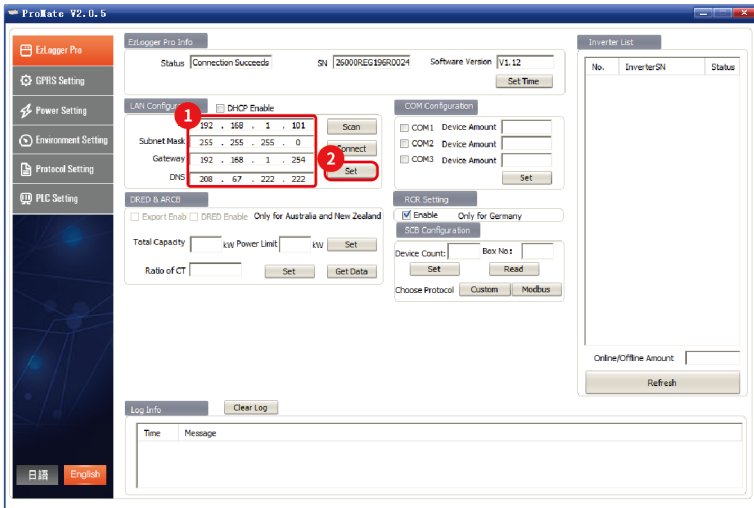 ProMate V2.0.5
EzLogger Pro
GPRS Setting
Power Setting
Environment Setting
Protocol Setting
PLC Setting
日語 English
EzLogger Pro Info
Status Connection Succeeds SN 26000REG196R0024 Software Version V1.12
Set Time
LAN Configura
DHCP Enable
1
192 . 168 . 1 . 101 Scan
Subnet Mask 255 . 255 . 255 . 0 Connect
Gateway 192 . 168 . 1 . 254
2
Set
DNS 208 . 67 . 222 . 222
COM Configuration
COM1 Device Amount
COM2 Device Amount
COM3 Device Amount
Set
DRED & ARCB
Export Enab DRED Enable Only for Australia and New Zealand
Total Capacity kW Power Limit kW Set
Ratio of CT Set Get Data
RCR Setting
Enable Only for Germany
SCB Configuration
Device Count: Box No:
Set Read
Choose Protocol Custom Modbus
Inverter List
No. InverterSN Status
Online/Offline Amount
Refresh
Log Info Clear Log
Time Message